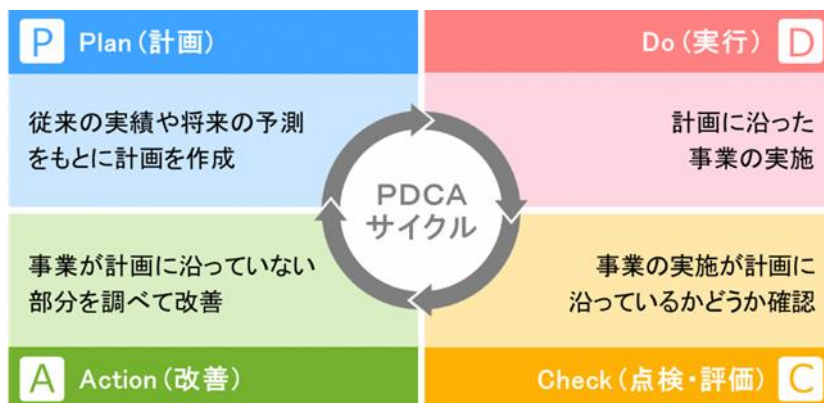 P Plan(計画)
従来の実績や将来の予測
をもとに計画を作成
Do(実行) D
計画に沿った
事業の実施
PDCA
サイクル
事業が計画に沿っていない
部分を調べて改善
A Action(改善)
事業の実施が計画に
沿っているかどうか確認
Check(点検・評価) C